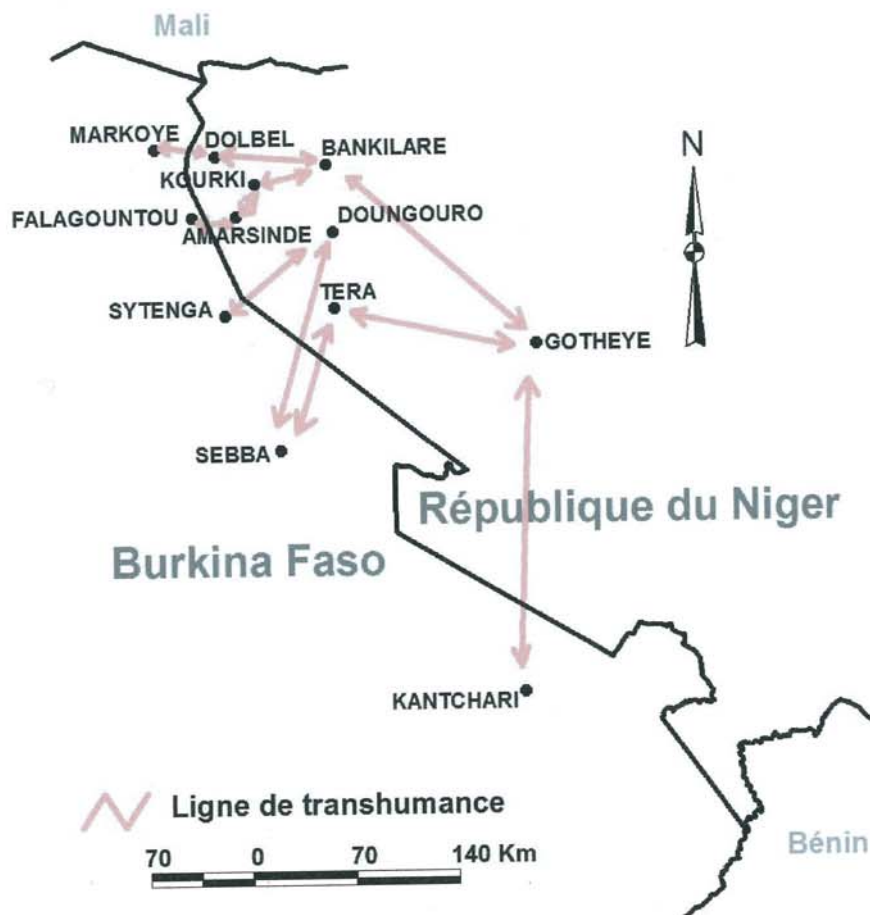 Mali
MARKOYE
DOLBEL
BANKILARE
KOURKI
FALAGOUNTOU
AMARSINDE
DOUNGOURO
N
SYTENGA
TERA
GOTHEYE
SEBBA
République du Niger
Burkina Faso
KANTCHARI
Ligne de transhumance
70 0 70 140 Km
Bénin